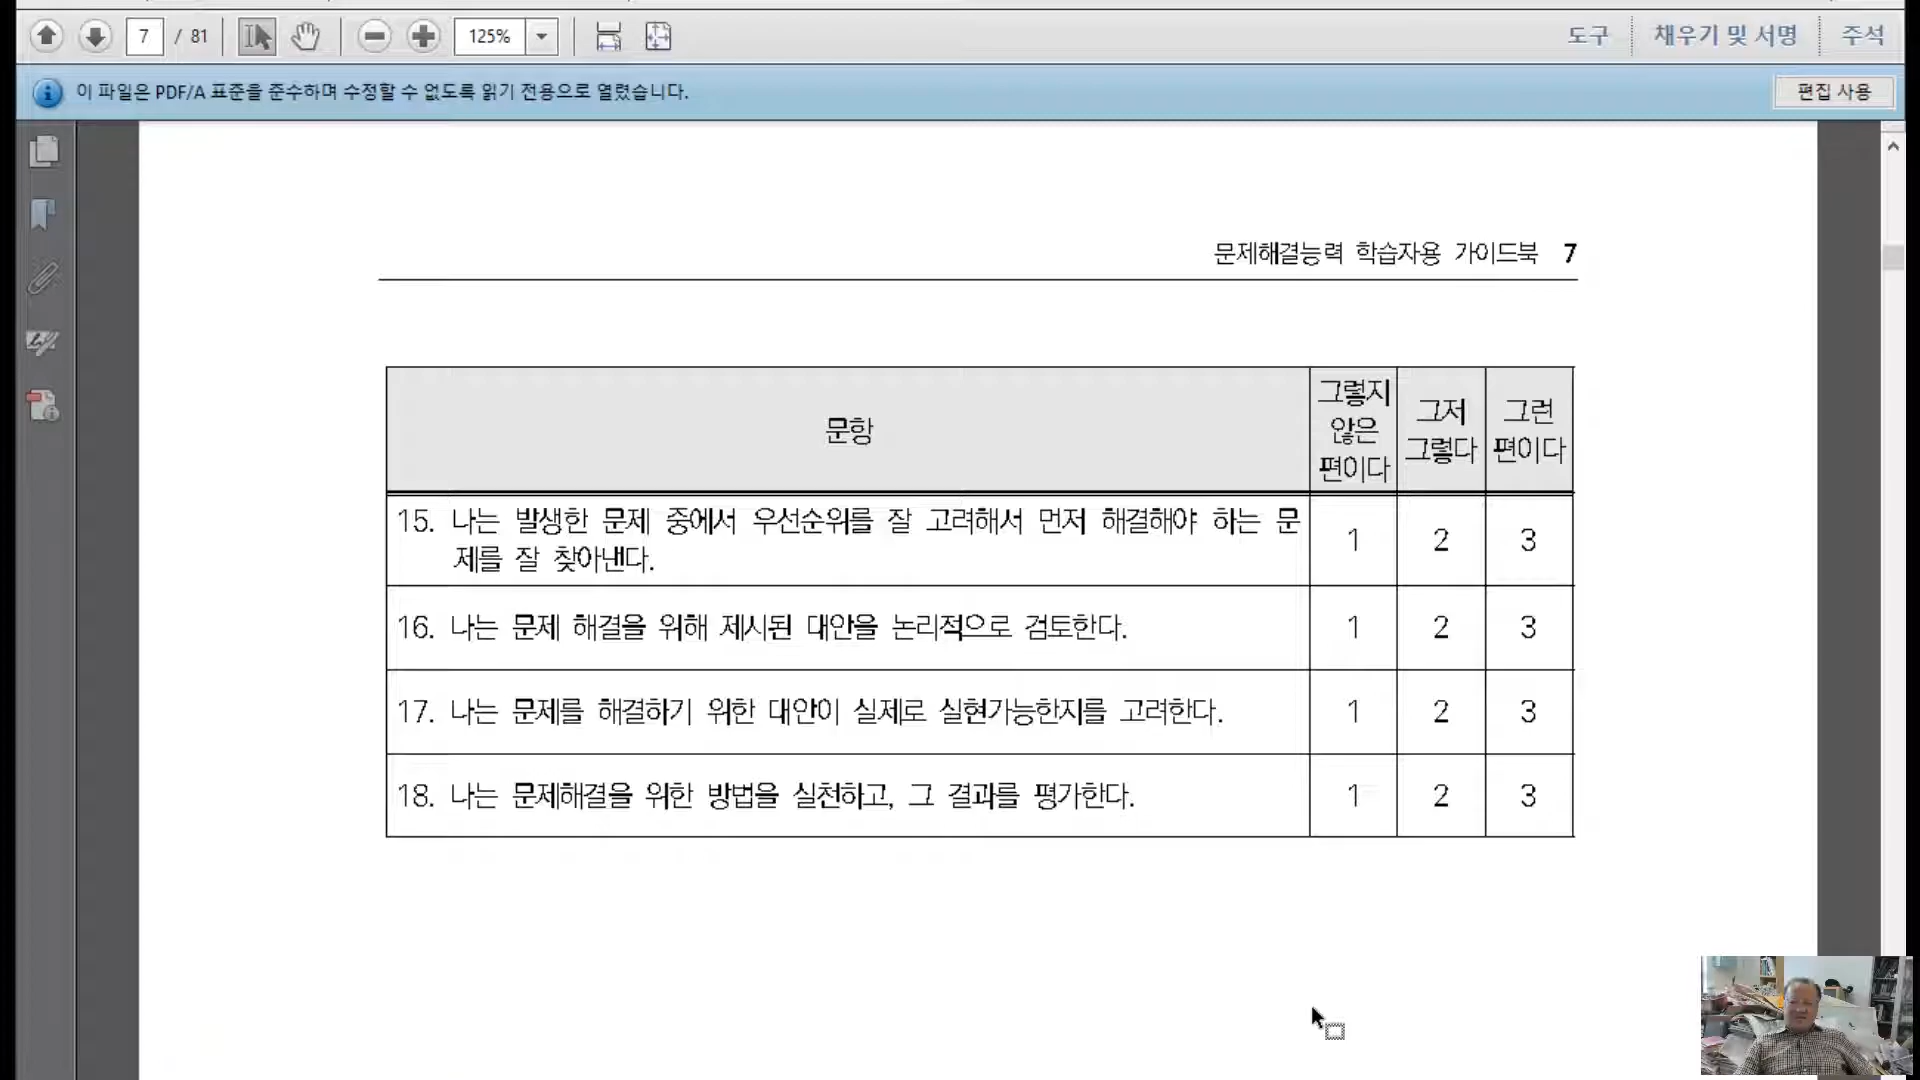 7 / 81 125% 도구 채우기 및 서명 주석
이 파일은 PDF/A 표준을 준수하며 수정할 수 없도록 읽기 전용으로 열렸습니다. 편집 사용
문제해결능력 학습자용 가이드북 7
문항
그렇지
않은
편이다
그저
그렇다
그런
편이다
15. 나는 발생한 문제 중에서 우선순위를 잘 고려해서 먼저 해결해야 하는 문
제를 잘 찾아낸다.
1 2 3
16. 나는 문제 해결을 위해 제시된 대안을 논리적으로 검토한다. 1 2 3
17. 나는 문제를 해결하기 위한 대안이 실제로 실현가능한지를 고려한다. 1 2 3
18. 나는 문제해결을 위한 방법을 실천하고, 그 결과를 평가한다. 1 2 3